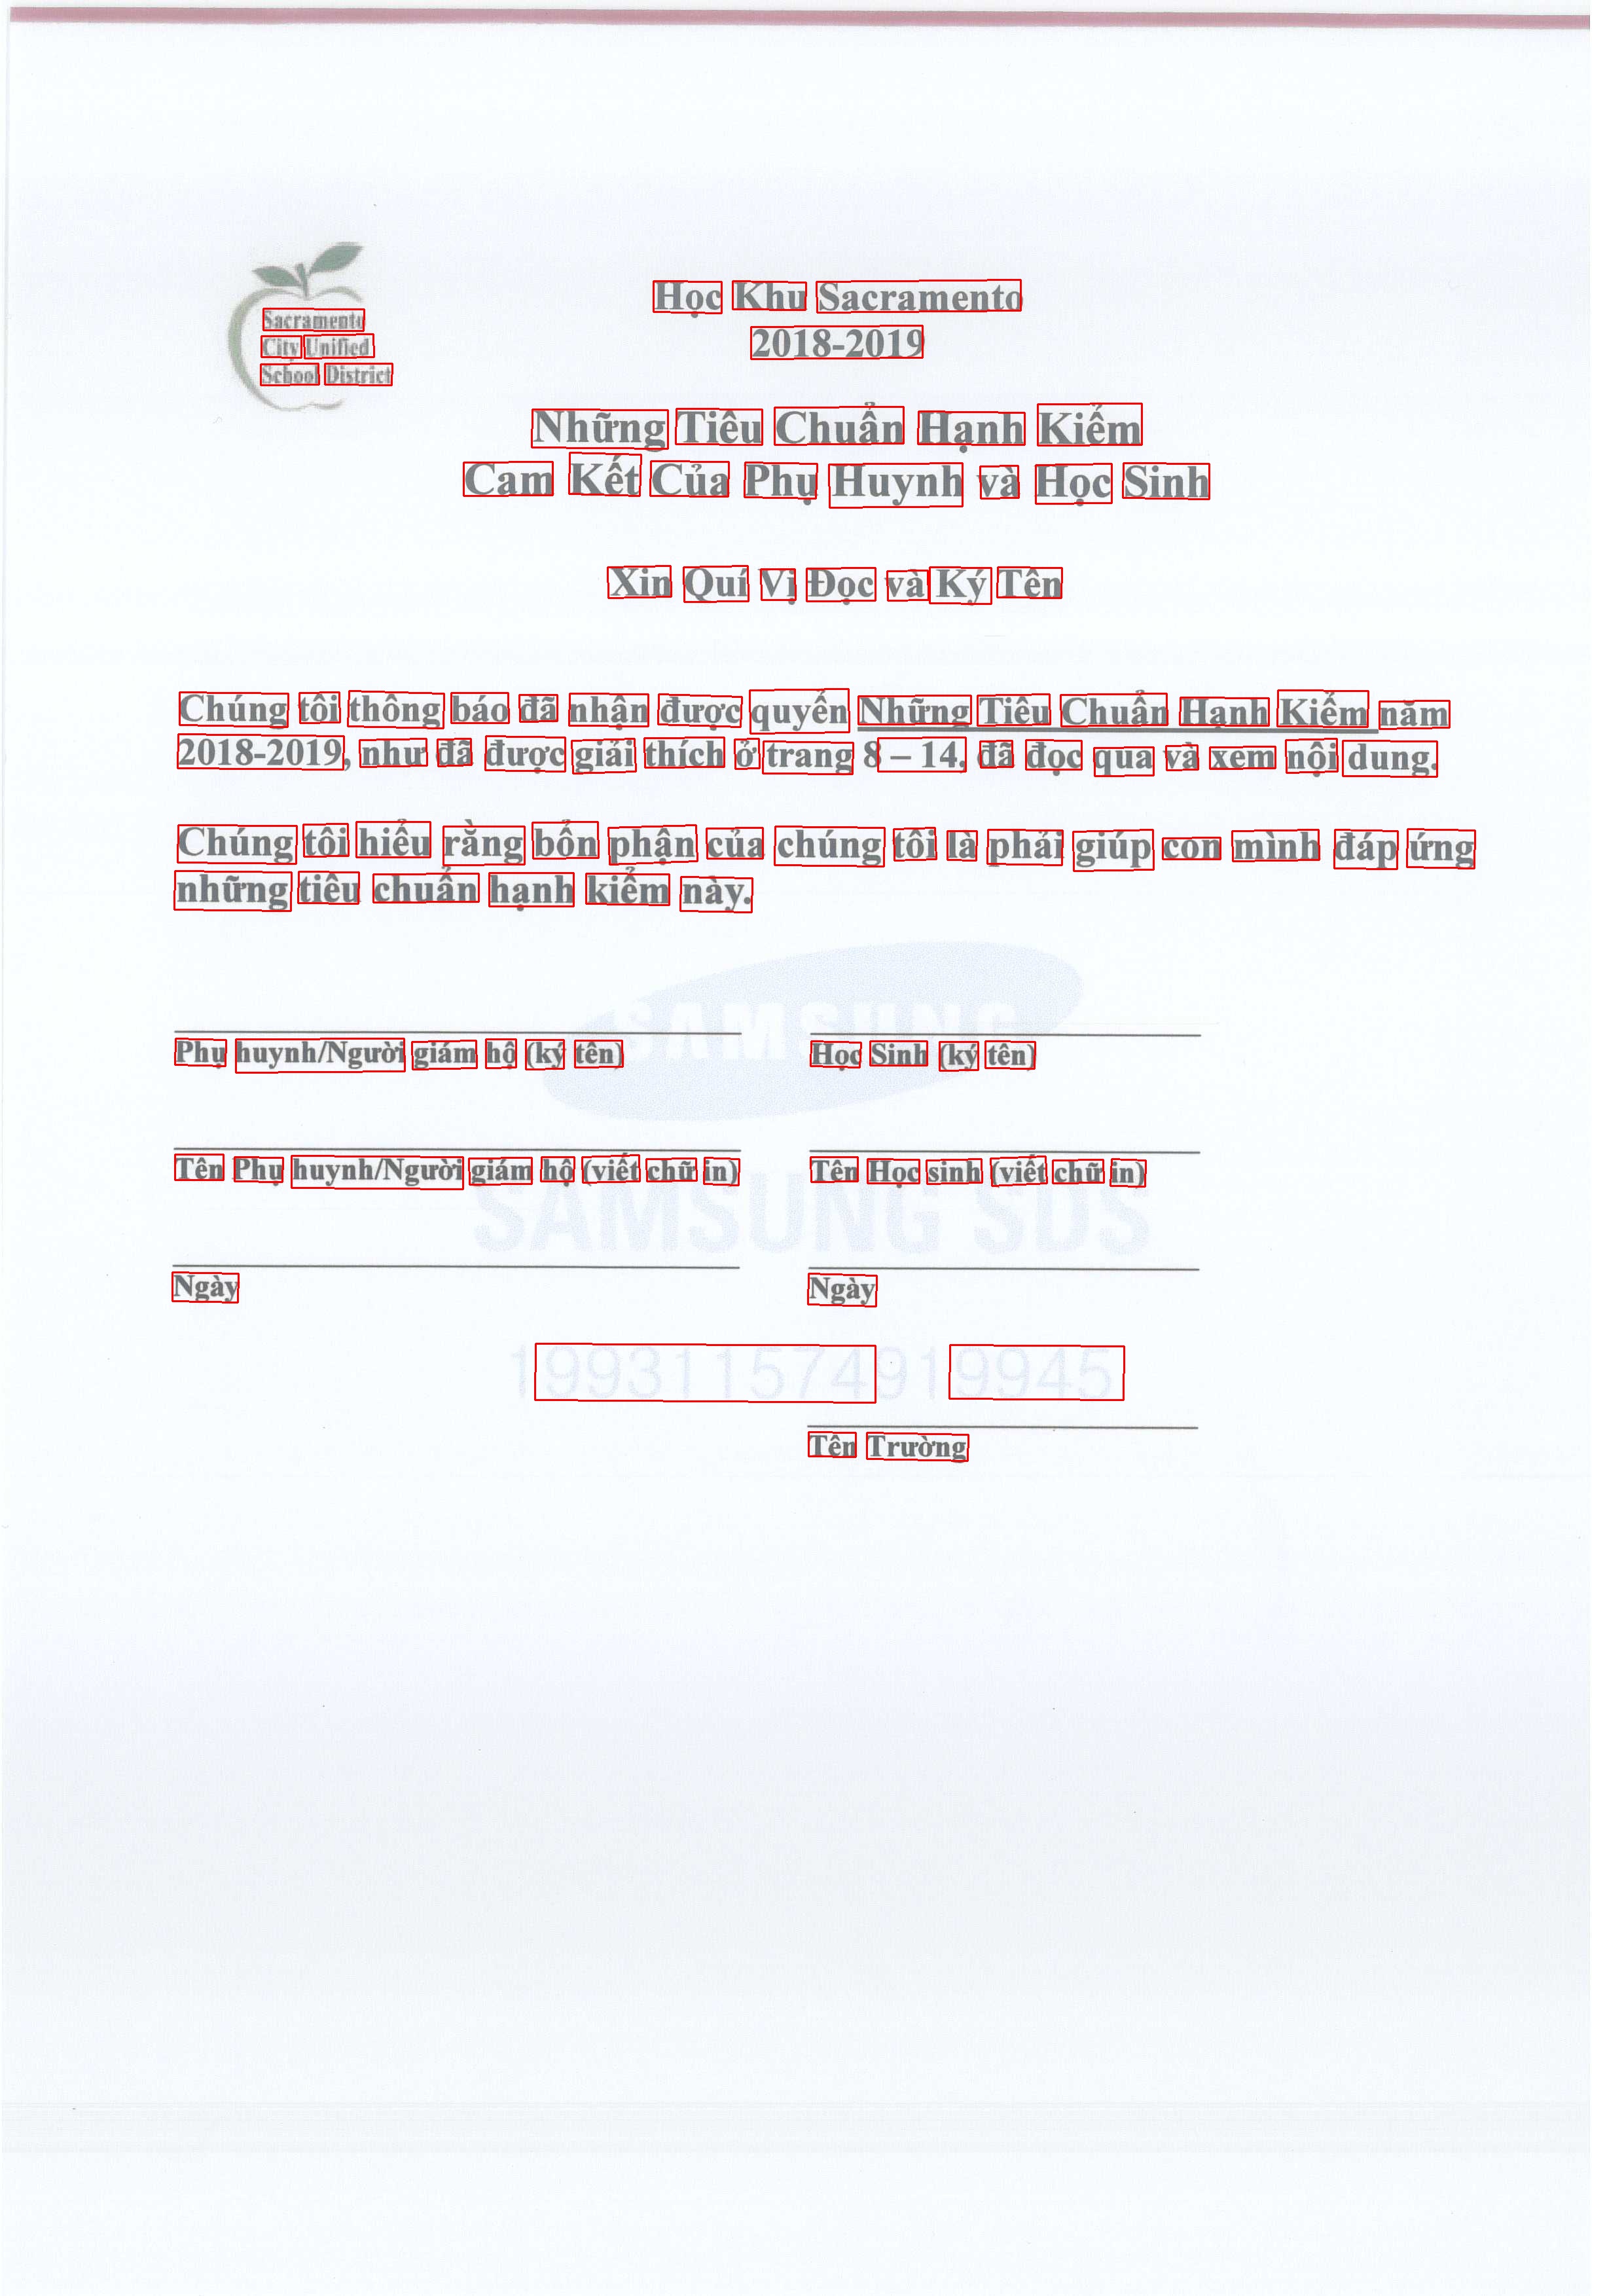 Sacramento
City Unified
School District
Học Khu Sacramento
2018-2019
Những Tiêu Chuẩn Hạnh Kiểm
Cam Kết Của Phụ Huynh và Học Sinh
Xin Quí Vị Đọc và Ký Tên
Chúng tôi thông báo đã nhận được quyển Những Tiêu Chuẩn Hạnh Kiểm năm
2018-2019, như đã được giải thích ở trang 8 – 14. đã đọc qua và xem nội dung.
Chúng tôi hiểu rằng bổn phận của chúng tôi là phải giúp con mình đáp ứng
những tiêu chuẩn hạnh kiểm này.
SAMSUNG
Phụ huynh/Người giám hộ (ký tên) Học Sinh (ký tên)
Tên Phụ huynh/Người giám hộ (viết chữ in) Tên Học sinh (viết chữ in)
SAMSUNG SDS
Ngày Ngày
199311574919945
Tên Trường